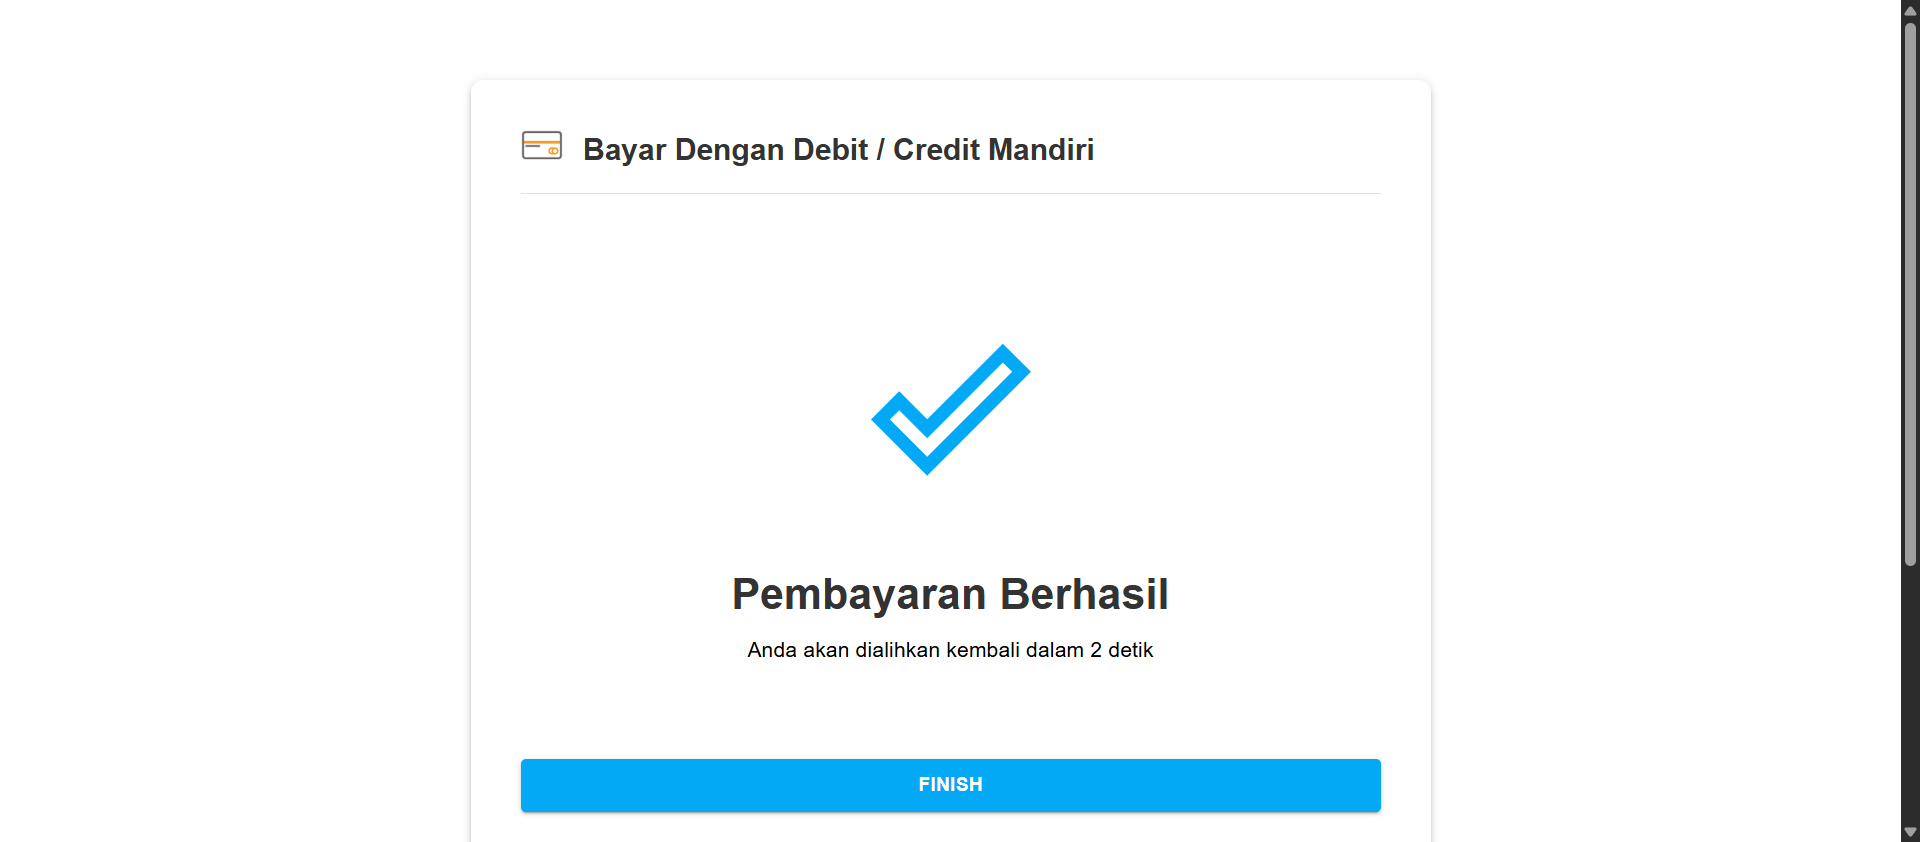 Bayar Dengan Debit / Credit Mandiri
Pembayaran Berhasil
Anda akan dialihkan kembali dalam 2 detik
FINISH